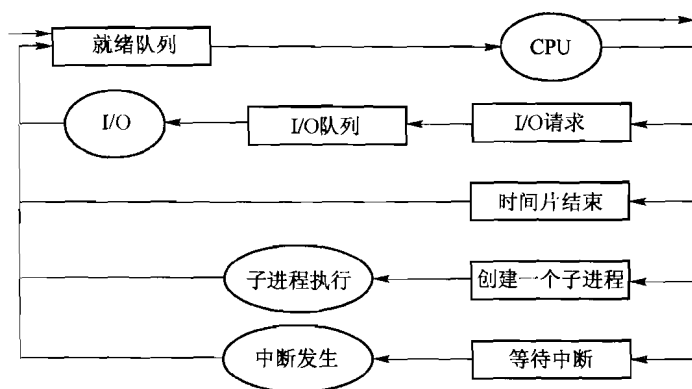 就绪队列
CPU
I/O
I/O队列
I/O请求
时间片结束
子进程执行
创建一个子进程
中断发生
等待中断